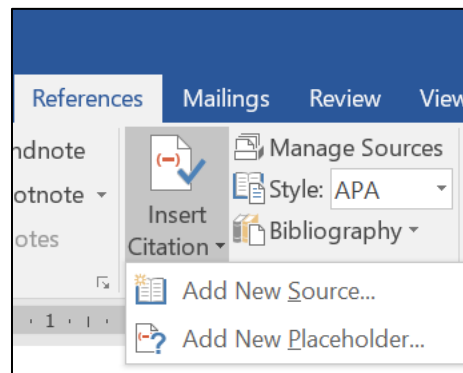 References Mailings Review View
ndnote
otnote
otes
Insert
Citation
Manage Sources
Style: APA
Bibliography
Add New Source...
Add New Placeholder...
1